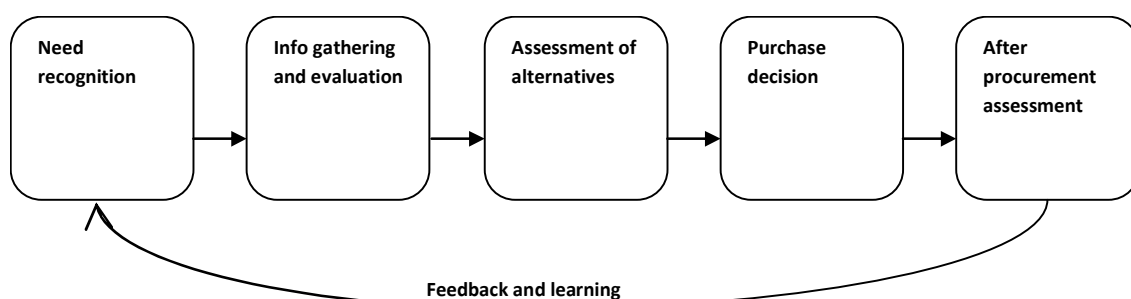 Need
recognition
Info gathering
and evaluation
Assessment of
alternatives
Purchase
decision
After
procurement
assessment
Feedback and learning